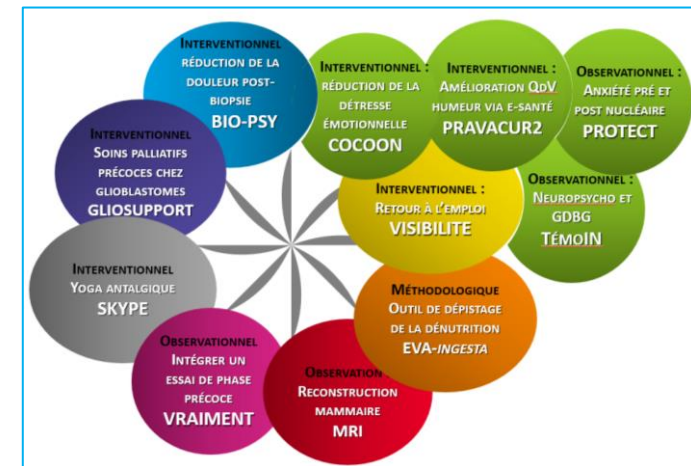 INTERVENTIONNEL
RÉDUCTION DE LA
DOULEUR POST-
BIOPSIE
BIO-PSY
INTERVENTIONNEL :
RÉDUCTION DE LA
DÉTRESSE
ÉMOTIONNELLE
COCOON
INTERVENTIONNEL :
AMÉLIORATION QDV
HUMEUR VIA E-SANTÉ
PRAVACUR2
OBSERVATIONNEL :
ANXIÉTÉ PRÉ ET
POST NUCLÉAIRE
PROTECT
INTERVENTIONNEL
SOINS PALLIATIFS
PRÉCOCES CHEZ
GLIOBLASTOMES
GLIOSUPPORT
INTERVENTIONNEL :
RETOUR À L'EMPLOI
VISIBILITE
OBSERVATIONNEL :
NEUROPSYCHO ET
GDBG
TÉMOIN
INTERVENTIONNEL
YOGA ANTALGIQUE
SKYPE
MÉTHODOLOGIQUE
OUTIL DE DÉPISTAGE
DE LA DÉNUTRITION
EVA-INGESTA
OBSERVATIONNEL
INTÉGRER UN
ESSAI DE PHASE
PRÉCOCE
VRAIMENT
OBSERVATION :
RECONSTRUCTION
MAMMAIRE
MRI